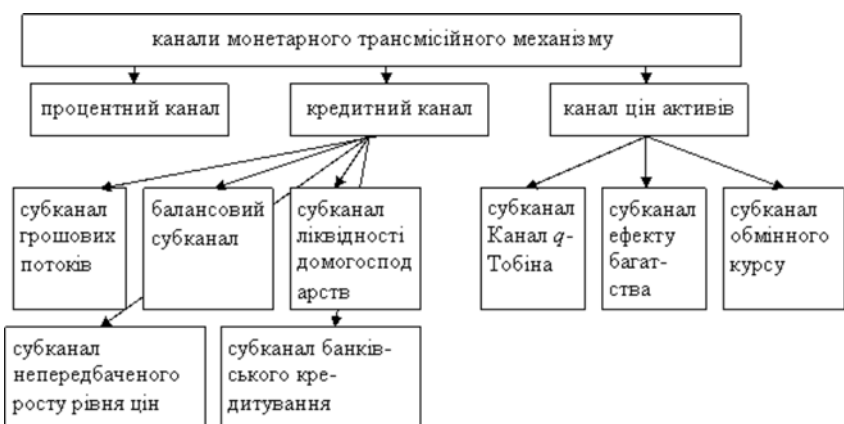 канали монетарного трансмісійного механізму
процентний канал
кредитний канал
канал цін активів
субканал
грошових
потоків
балансовий
субканал
субканал
ліквідності
домогоспод
арств
субканал
Канал q-
Тобіна
субканал
ефекту
багат-
ства
субканал
обмінного
курсу
субканал
непередбаченого
росту рівня цін
субканал банків-
ського кре-
дитування